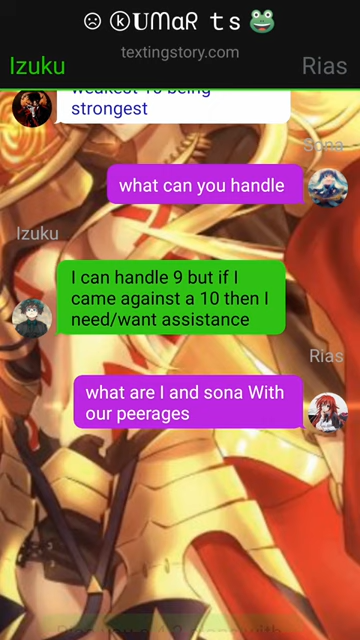 ☹ ⓚUMaR ts 🐸
textingstory.com
Izuku Rias
weakest 10 being
strongest
Sona
what can you handle
Izuku
I can handle 9 but if I
came against a 10 then I
need/want assistance
Rias
what are I and sona With
our peerages